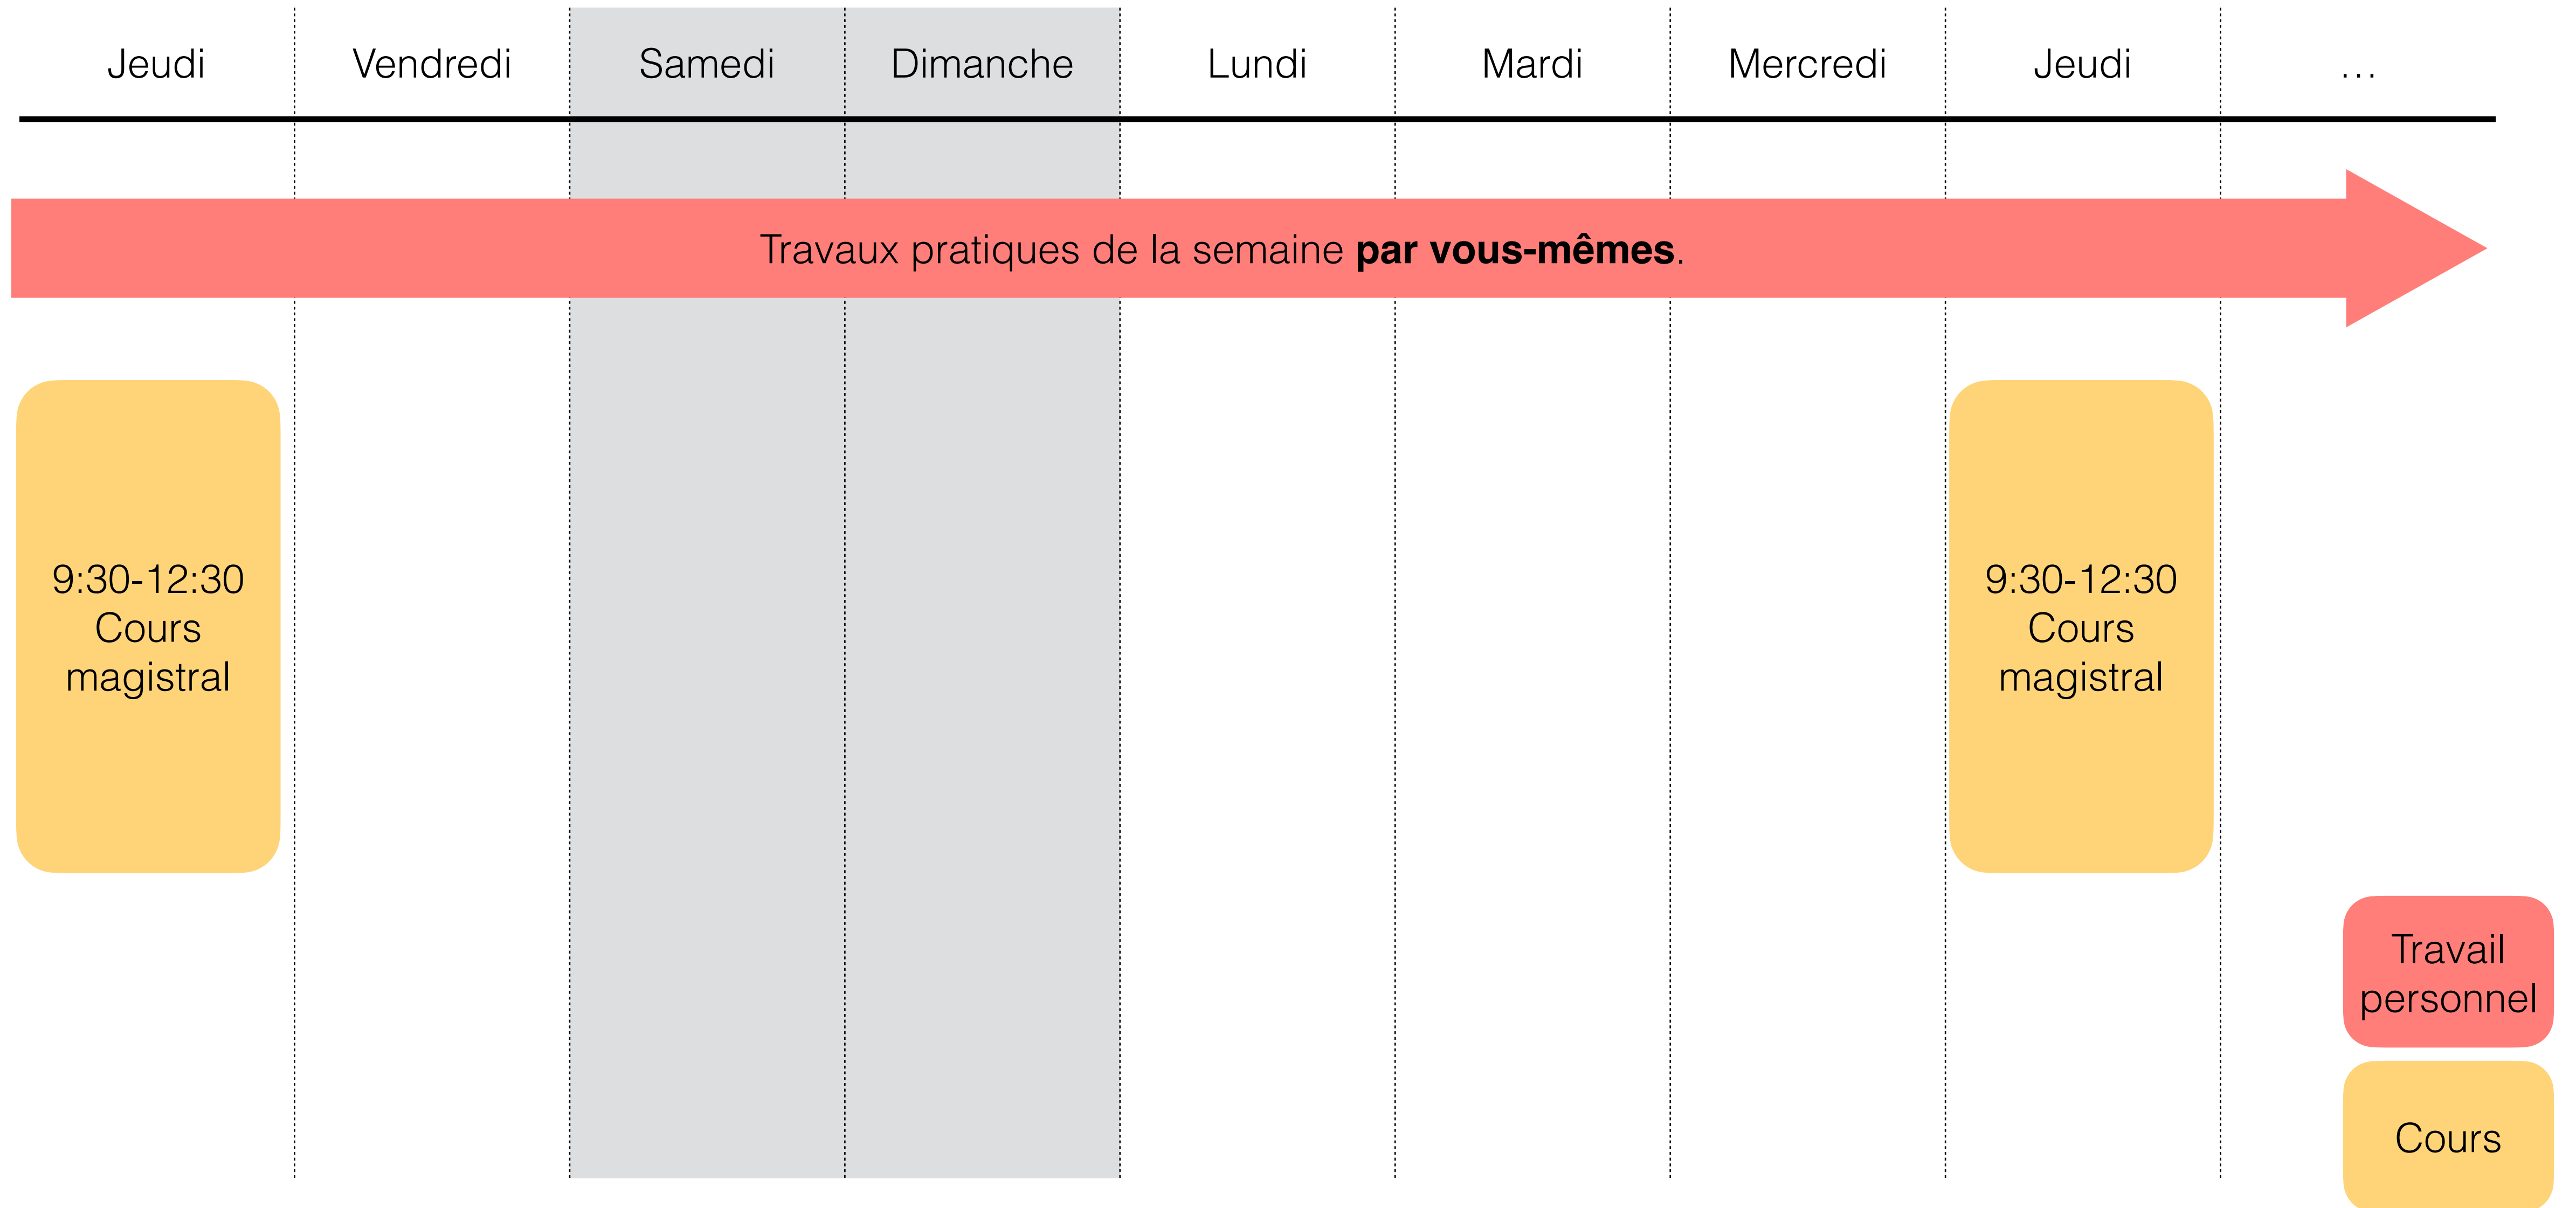 Jeudi
Vendredi
Samedi
Dimanche
Lundi
Mardi
Mercredi
Jeudi
…
Travaux pratiques de la semaine par vous-mêmes.
9:30-12:30
Cours
magistral
9:30-12:30
Cours
magistral
Travail
personnel
Cours